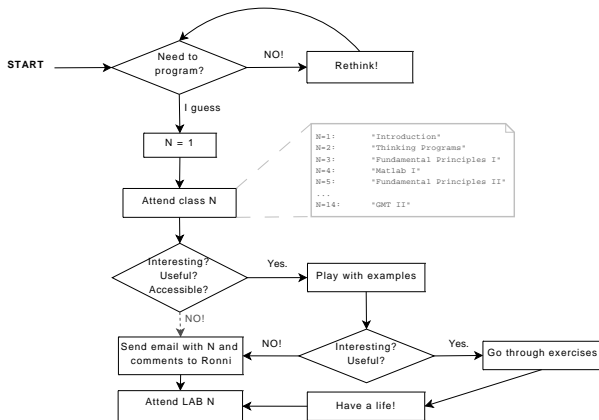 START
Need to
program?
NO!
Rethink!
I guess
N = 1
N=1: "Introduction"
N=2: "Thinking Programs"
N=3: "Fundamental Principles I"
N=4: "Matlab I"
N=5: "Fundamental Principles II"
...
N=14: "GMT II"
Attend class N
Interesting?
Useful?
Accessible?
Yes.
Play with examples
NO!
Send email with N and
comments to Ronni
NO!
Interesting?
Useful?
Yes.
Go through exercises
Attend LAB N
Have a life!